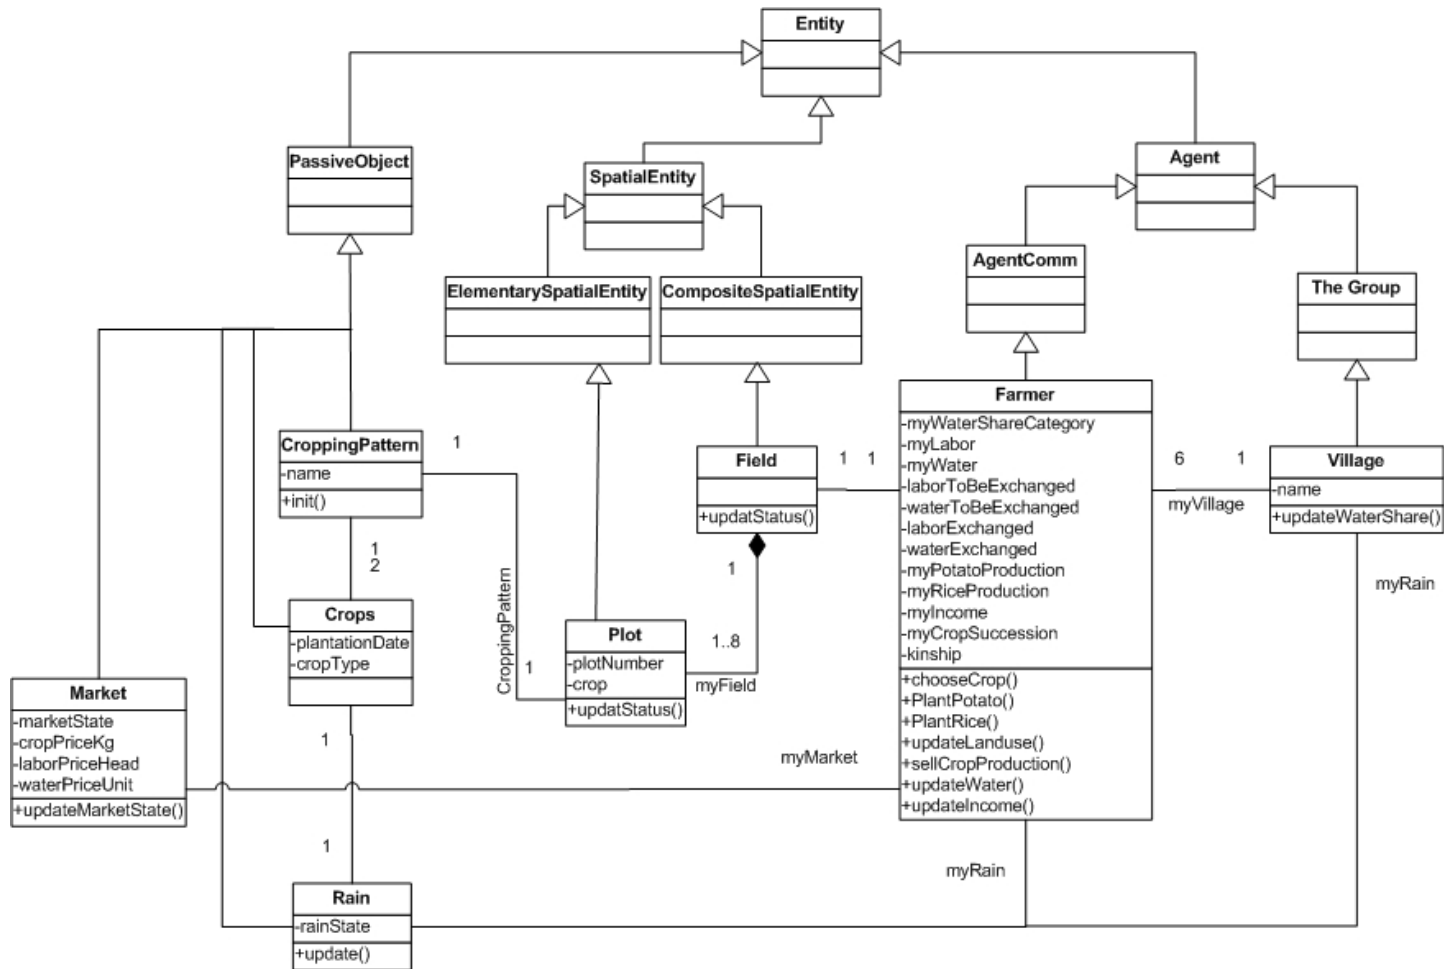 Entity
PassiveObject
SpatialEntity
Agent
AgentComm
ElementarySpatialEntity
CompositeSpatialEntity
The Group
Farmer
-myWaterShareCategory
-myLabor
-myWater
-laborToBeExchanged
-waterToBeExchanged
-laborExchanged
-waterExchanged
-myPotatoProduction
-myRiceProduction
-myIncome
-myCropSuccession
-kinship
+chooseCrop()
+PlantPotato()
+PlantRice()
+updateLanduse()
+sellCropProduction()
+updateWater()
+updateIncome()
CroppingPattern
-name
+init()
1
Field
+updatStatus()
1 1
6 1
myVillage
Village
-name
+updateWaterShare()
1
2
1
CroppingPattern
1
1..8
myField
myRain
Crops
-plantationDate
-cropType
Plot
-plotNumber
-crop
+updatStatus()
Market
-marketState
-cropPriceKg
-laborPriceHead
-waterPriceUnit
+updateMarketState()
1
myMarket
1
myRain
Rain
-rainState
+update()